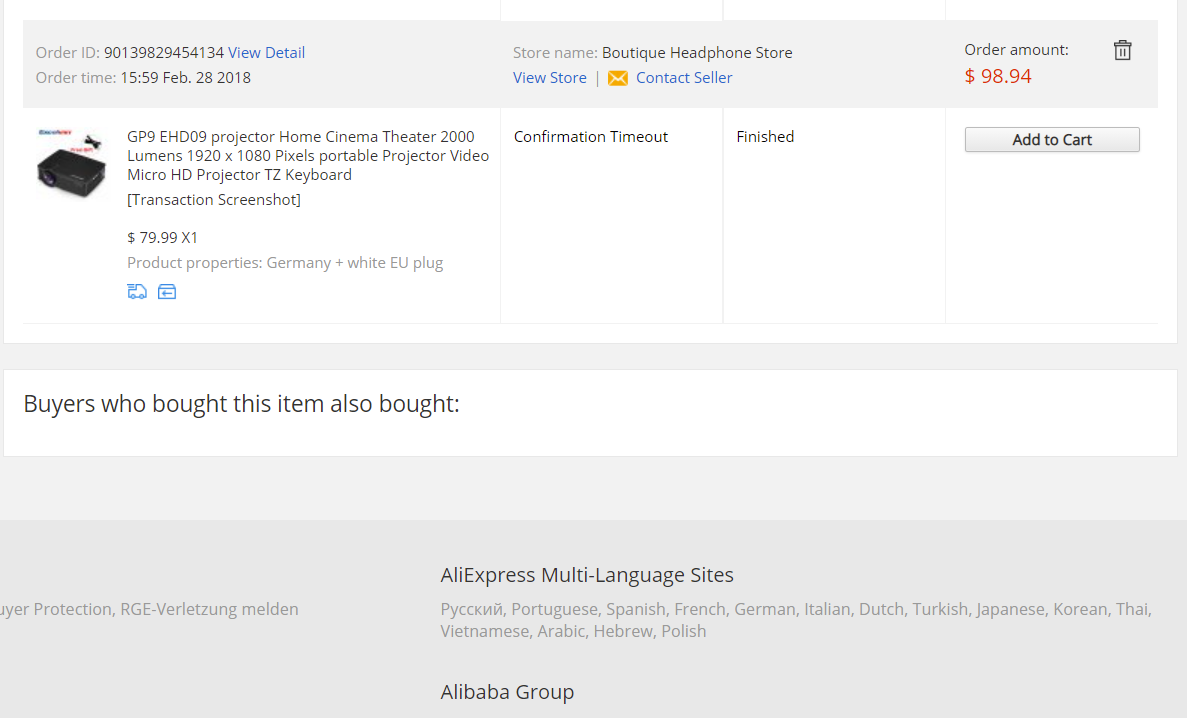 Order ID: 90139829454134 View Detail
Order time: 15:59 Feb. 28 2018
Store name: Boutique Headphone Store
View Store | Contact Seller
Order amount:
$ 98.94
GP9 EHD09 projector Home Cinema Theater 2000
Lumens 1920 x 1080 Pixels portable Projector Video
Micro HD Projector TZ Keyboard
[Transaction Screenshot]
$ 79.99 X1
Product properties: Germany + white EU plug
Confirmation Timeout
Finished
Add to Cart
Buyers who bought this item also bought:
Protection, RGE-Verletzung melden
AliExpress Multi-Language Sites
Русский, Portuguese, Spanish, French, German, Italian, Dutch, Turkish, Japanese, Korean, Thai,
Vietnamese, Arabic, Hebrew, Polish
Alibaba Group